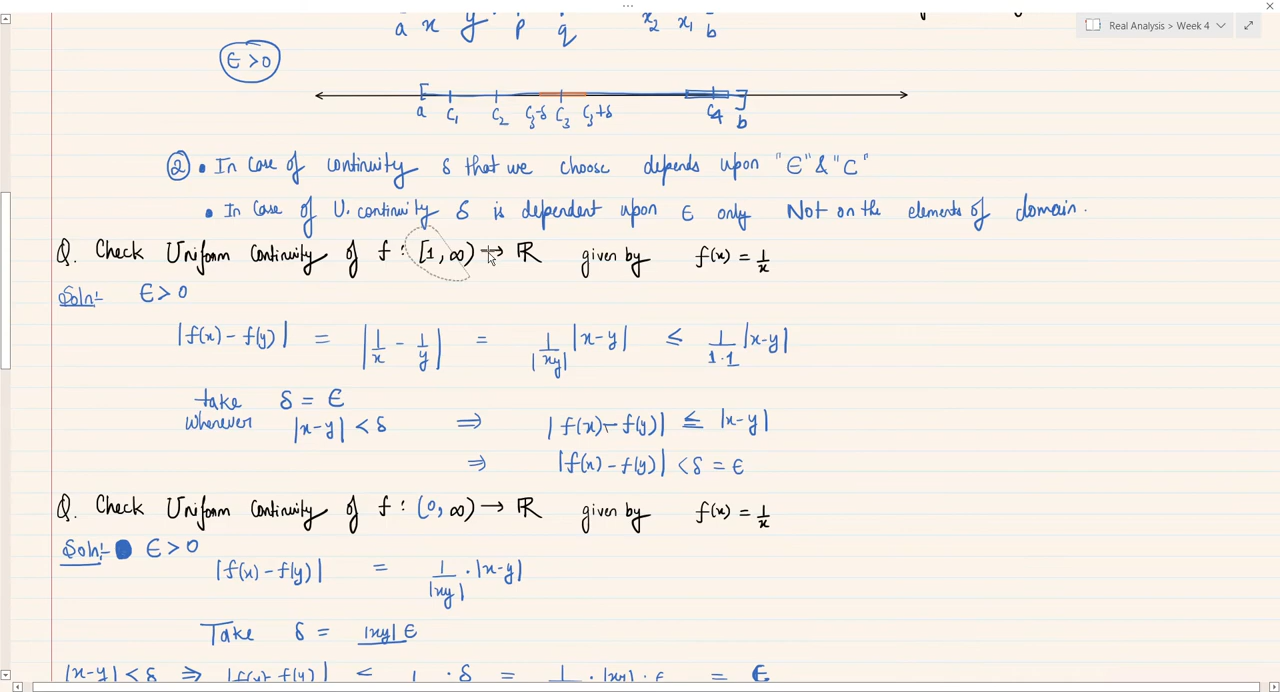 a x y p q x₂ x₁ b
Real Analysis > Week 4
ε > 0
a c₁ c₂ c₃-δ c₃ c₃+δ c₄ b
② • In case of continuity δ that we choose depends upon "ε" & "C"
• In case of U. continuity δ is dependent upon ε only Not on the elements of domain.
Q. Check Uniform Continuity of f : [1, ∞) → ℝ given by f(x) = 1/x
Soln:- ε > 0
|f(x) - f(y)| = |1/x - 1/y| = 1/|xy| |x-y| ≤ 1/1·1 |x-y|
take δ = ε
whenever |x-y| < δ ⇒ |f(x) - f(y)| ≤ |x-y|
⇒ |f(x) - f(y)| < δ = ε
Q. Check Uniform Continuity of f : (0, ∞) → ℝ given by f(x) = 1/x
Soln:- ε > 0
|f(x) - f(y)| = 1/|xy| · |x-y|
Take δ = |xy| ε
|x-y| < δ ⇒ |f(x) - f(y)| < 1 · δ = 1 · |xy| · ε = ε